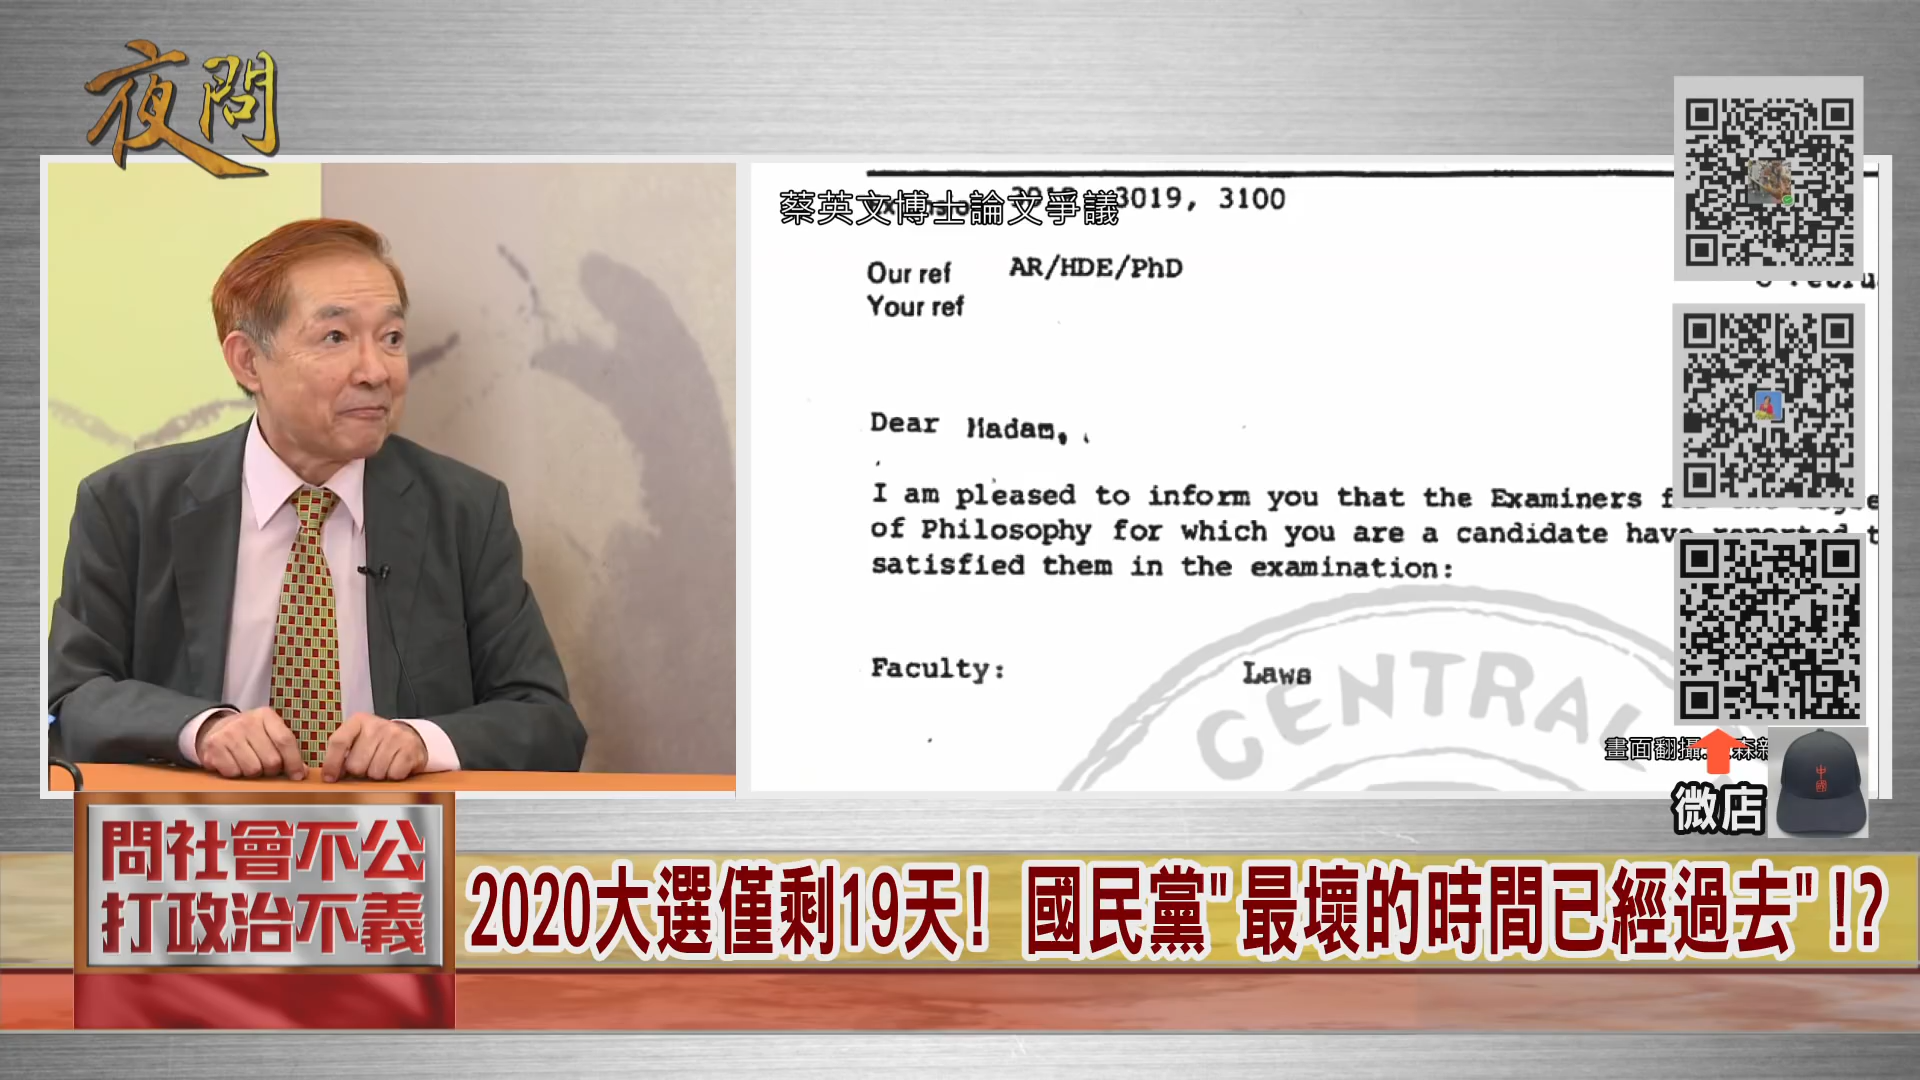 夜問
蔡英文博士論文爭議
3019, 3100
Our ref AR/HDE/PhD
Your ref
Dear Madam,
I am pleased to inform you that the Examiners
of Philosophy for which you are a candidate have reported
satisfied them in the examination:
Faculty: Laws
CENTRAL
畫面翻攝
微店
中國
問社會不公
打政治不義
2020大選僅剩19天! 國民黨"最壞的時間已經過去"!?